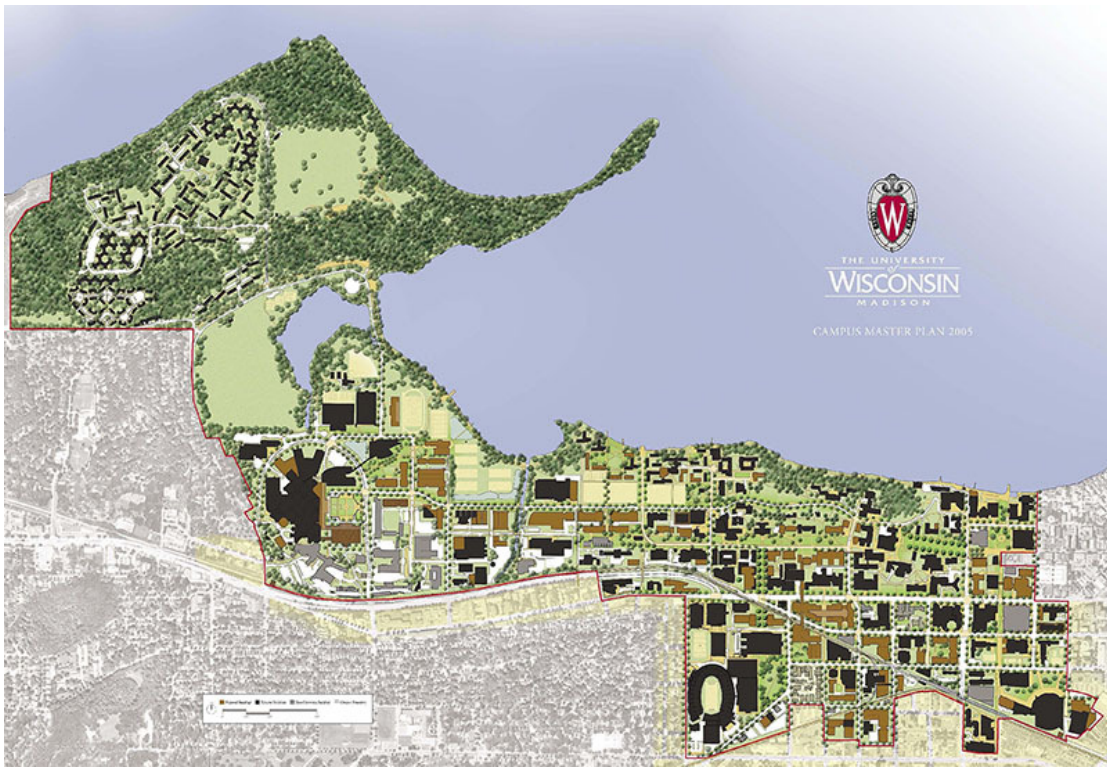 W
THE UNIVERSITY
of
WISCONSIN
MADISON
CAMPUS MASTER PLAN 2005